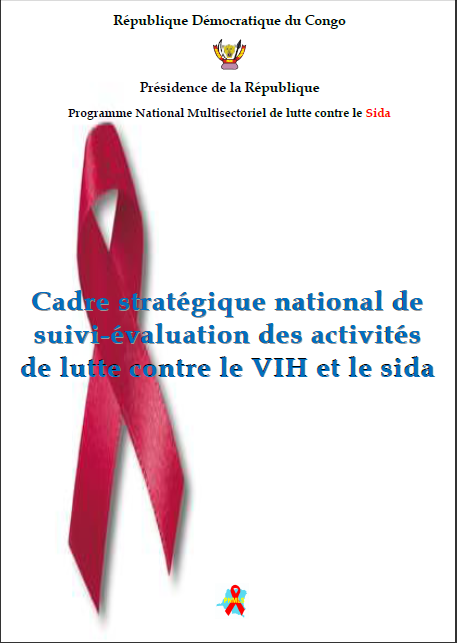 République Démocratique du Congo
Présidence de la République
Programme National Multisectoriel de lutte contre le Sida
Cadre stratégique national de
suivi-évaluation des activités
de lutte contre le VIH et le sida